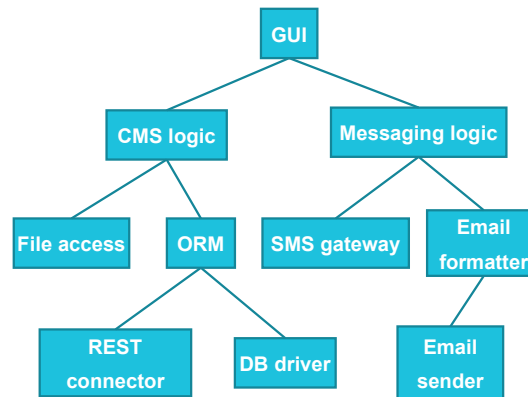 GUI
CMS logic
Messaging logic
File access
ORM
SMS gateway
Email
formatter
REST
connector
DB driver
Email
sender